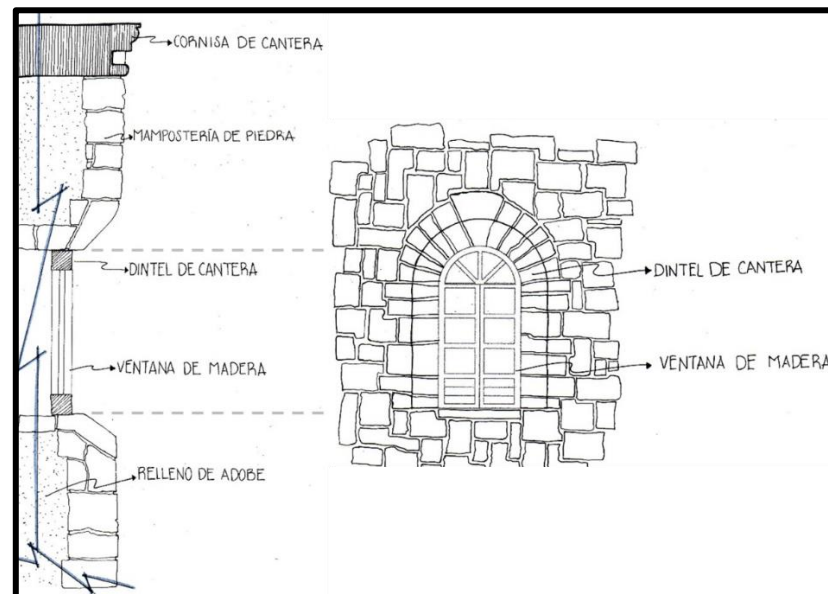 CORNISA DE CANTERA
MAMPOSTERÍA DE PIEDRA
DINTEL DE CANTERA
VENTANA DE MADERA
RELLENO DE ADOBE
DINTEL DE CANTERA
VENTANA DE MADERA